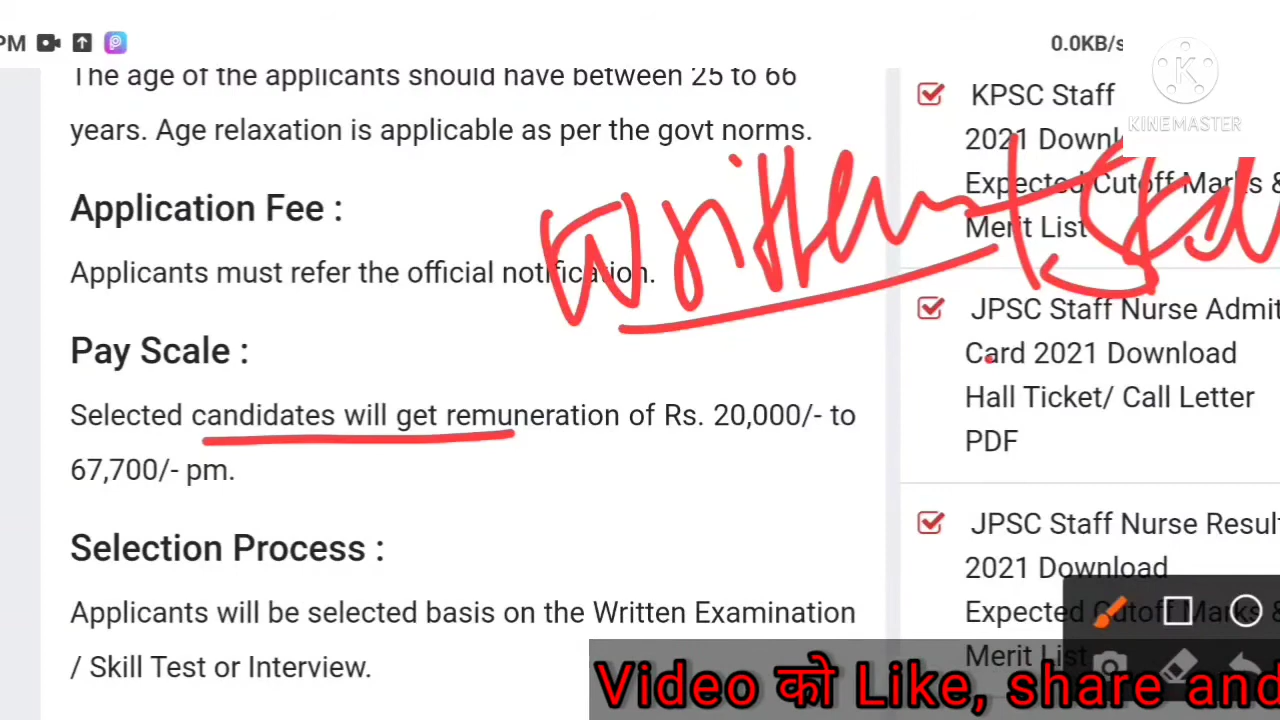 PM
0.0KB/s
The age of the applicants should have between 25 to 66
years. Age relaxation is applicable as per the govt norms.
Application Fee :
Applicants must refer the official notification.
Pay Scale :
Selected candidates will get remuneration of Rs. 20,000/- to
67,700/- pm.
Selection Process :
Applicants will be selected basis on the Written Examination
/ Skill Test or Interview.
KINEMASTER
KPSC Staff
2021 Downl
Expected Cutoff Marks &
Merit List
JPSC Staff Nurse Admit
Card 2021 Download
Hall Ticket/ Call Letter
PDF
JPSC Staff Nurse Result
2021 Download
Expected Cutoff Marks &
Merit List
Written
Video को Like, share and